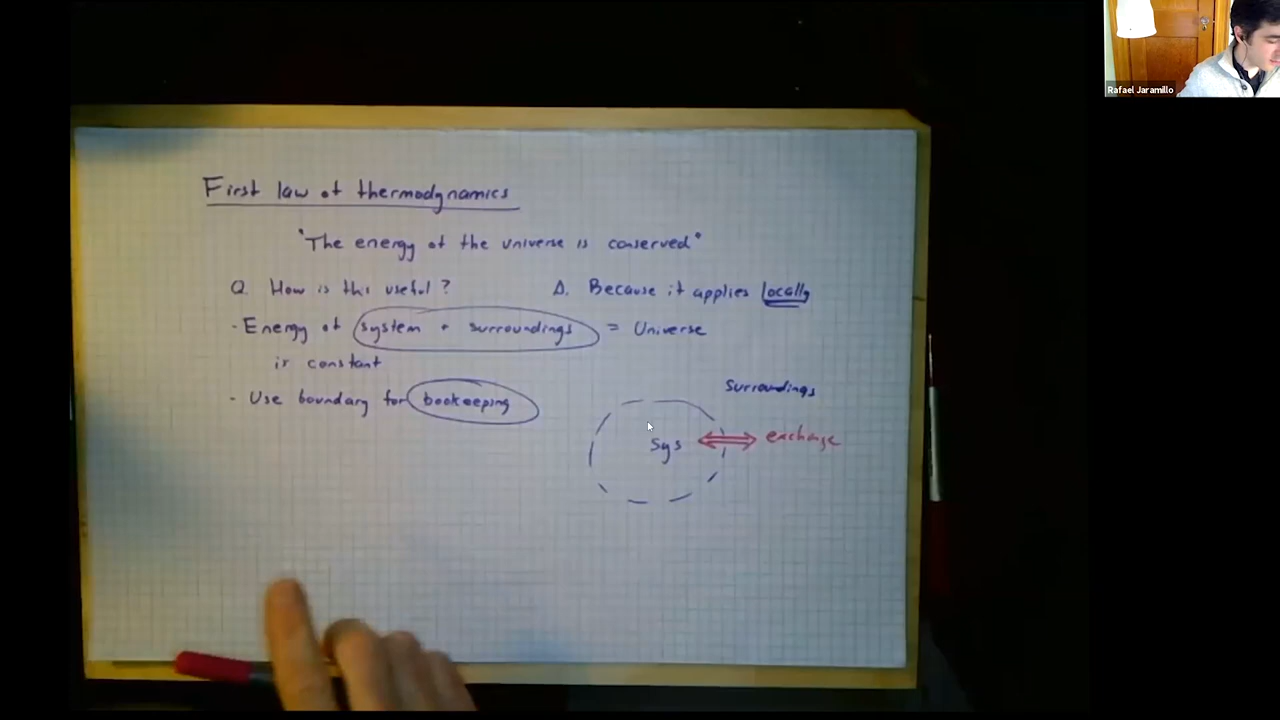 First law of thermodynamics
"The energy of the universe is conserved"
Q. How is this useful? A. Because it applies locally
- Energy of system + surroundings = Universe
is constant
- Use boundary for bookeeping
Surroundings
Sys
exchange
Rafael Jaramillo